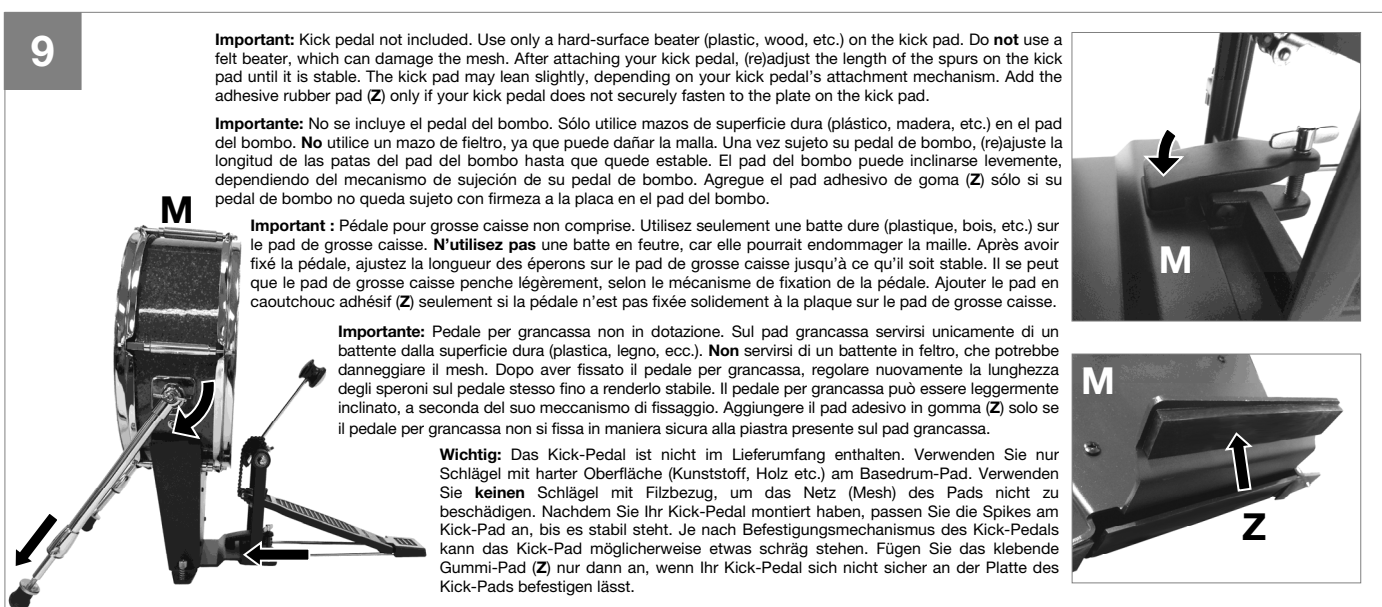 9
Important: Kick pedal not included. Use only a hard-surface beater (plastic, wood, etc.) on the kick pad. Do not use a
felt beater, which can damage the mesh. After attaching your kick pedal, (re)adjust the length of the spurs on the kick
pad until it is stable. The kick pad may lean slightly, depending on your kick pedal's attachment mechanism. Add the
adhesive rubber pad (Z) only if your kick pedal does not securely fasten to the plate on the kick pad.
Importante: No se incluye el pedal del bombo. Sólo utilice mazos de superficie dura (plástico, madera, etc.) en el pad
del bombo. No utilice un mazo de fieltro, ya que puede dañar la malla. Una vez sujeto su pedal de bombo, (re)ajuste la
longitud de las patas del pad del bombo hasta que quede estable. El pad del bombo puede inclinarse levemente,
dependiendo del mecanismo de sujeción de su pedal de bombo. Agregue el pad adhesivo de goma (Z) sólo si su
pedal de bombo no queda sujeto con firmeza a la placa en el pad del bombo.
M
Important : Pédale pour grosse caisse non comprise. Utilisez seulement une batte dure (plastique, bois, etc.) sur
le pad de grosse caisse. N'utilisez pas une batte en feutre, car elle pourrait endommager la maille. Après avoir
fixé la pédale, ajustez la longueur des éperons sur le pad de grosse caisse jusqu'à ce qu'il soit stable. Il se peut
que le pad de grosse caisse penche légèrement, selon le mécanisme de fixation de la pédale. Ajouter le pad en
caoutchouc adhésif (Z) seulement si la pédale n'est pas fixée solidement à la plaque sur le pad de grosse caisse.
Importante: Pedale per grancassa non in dotazione. Sul pad grancassa servirsi unicamente di un
battente dalla superficie dura (plastica, legno, ecc.). Non servirsi di un battente in feltro, che potrebbe
danneggiare il mesh. Dopo aver fissato il pedale per grancassa, regolare nuovamente la lunghezza
degli speroni sul pedale stesso fino a renderlo stabile. Il pedale per grancassa può essere leggermente
inclinato, a seconda del suo meccanismo di fissaggio. Aggiungere il pad adesivo in gomma (Z) solo se
il pedale per grancassa non si fissa in maniera sicura alla piastra presente sul pad grancassa.
Wichtig: Das Kick-Pedal ist nicht im Lieferumfang enthalten. Verwenden Sie nur
Schlägel mit harter Oberfläche (Kunststoff, Holz etc.) am Basedrum-Pad. Verwenden
Sie keinen Schlägel mit Filzbezug, um das Netz (Mesh) des Pads nicht zu
beschädigen. Nachdem Sie Ihr Kick-Pedal montiert haben, passen Sie die Spikes am
Kick-Pad an, bis es stabil steht. Je nach Befestigungsmechanismus des Kick-Pedals
kann das Kick-Pad möglicherweise etwas schräg stehen. Fügen Sie das klebende
Gummi-Pad (Z) nur dann an, wenn Ihr Kick-Pedal sich nicht sicher an der Platte des
Kick-Pads befestigen lässt.
M
M
Z